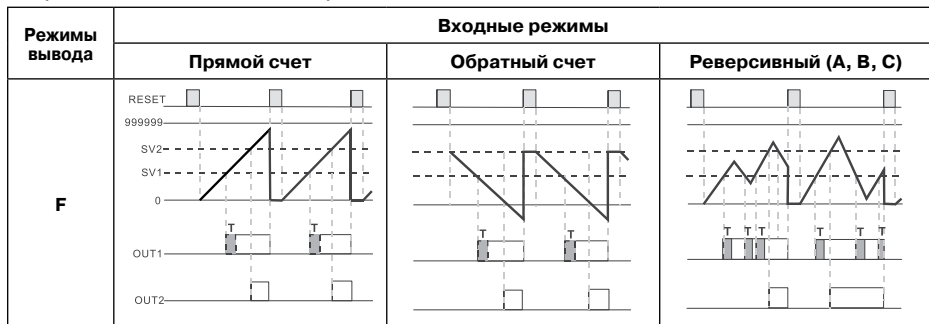 Режимы вывода
Входные режимы
Прямой счет
Обратный счет
Реверсивный (А, В, С)
F
RESET
999999
SV2
SV1
0
T T
OUT1
OUT2
T T
T T T T T T